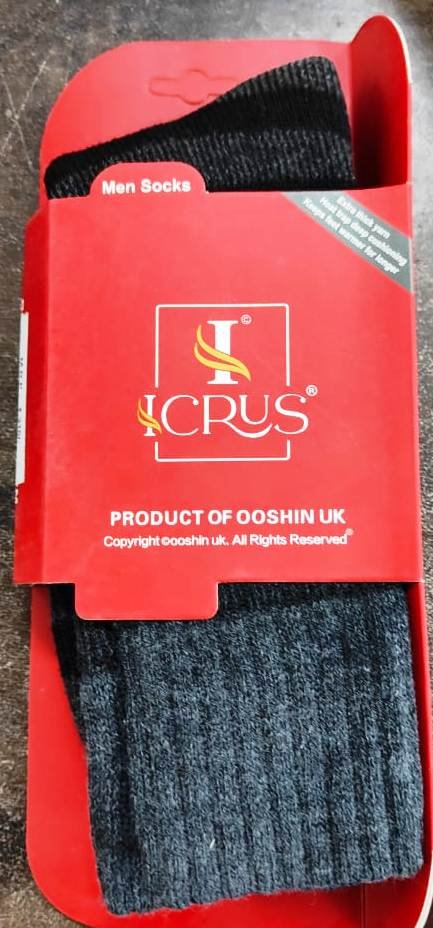 Men Socks
Extra thick yarn
Heat trap deep cushioning
Keeps feet warmer for longer
I©
ICRUS®
PRODUCT OF OOSHIN UK
Copyright ©ooshin uk. All Rights Reserved®